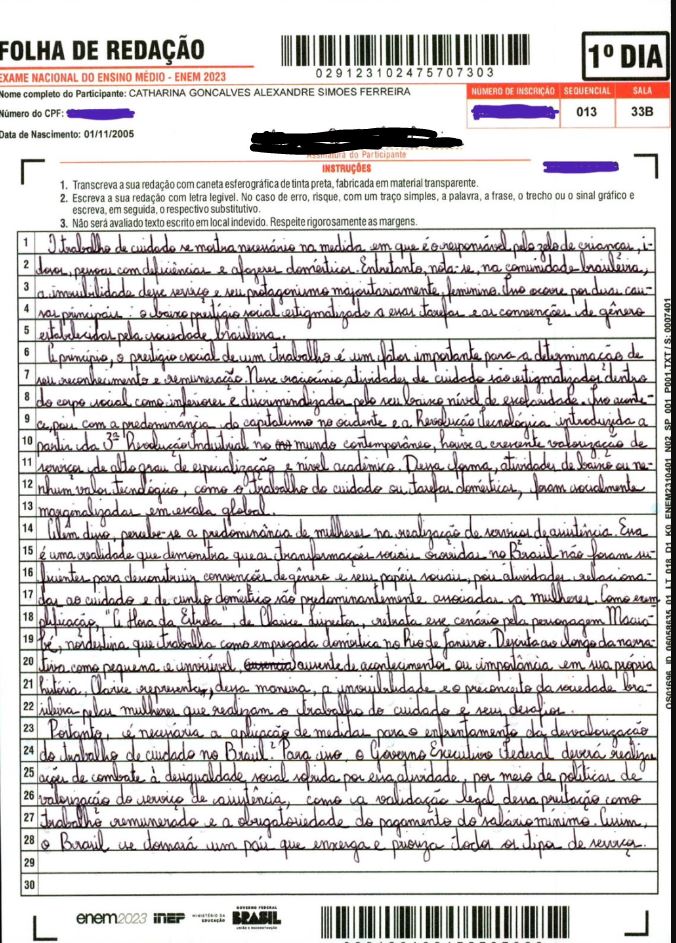 FOLHA DE REDAÇÃO
EXAME NACIONAL DO ENSINO MÉDIO - ENEM 2023
029123102475707303
1º DIA
Nome completo do Participante: CATHARINA GONCALVES ALEXANDRE SIMOES FERREIRA
NÚMERO DE INSCRIÇÃO SEQUENCIAL SALA
Número do CPF:
013 33B
Data de Nascimento: 01/11/2005
Assinatura do Participante
INSTRUÇÕES
1. Transcreva a sua redação com caneta esferográfica de tinta preta, fabricada em material transparente.
2. Escreva a sua redação com letra legível. No caso de erro, risque, com um traço simples, a palavra, a frase, o trecho ou o sinal gráfico e
escreva, em seguida, o respectivo substitutivo.
3. Não será avaliado texto escrito em local indevido. Respeite rigorosamente as margens.
1 O trabalho de cuidado se mostra necessário na medida em que é o responsável pelo zelo de crianças, i-
2 dosos, pessoas com deficiências e afazeres domésticos. Entretanto, nota-se, na comunidade brasileira,
3 a invisibilidade desse serviço e seu protagonismo majoritariamente feminino. Isso ocorre por duas cau-
4 sas principais: o baixo prestígio social estigmatizado a essas tarefas e as convenções de gênero
5 estabelecidas pela sociedade brasileira.
6 A princípio, o prestígio social de um trabalho é um fator importante para a determinação de
7 seu reconhecimento e remuneração. Nesse raciocínio, atividades de cuidado são estigmatizadas dentro
8 do corpo social como inferiores e discriminalizadas pelo seu baixo nível de escolaridade. Isso aconte-
9 ce, pois com a predominância do capitalismo no ocidente e a Revolução Tecnológica introduzida a
10 partir da 3ª Revolução Industrial no mundo contemporâneo, houve a crescente valorização de
11 serviços de alto grau de especialização e nível acadêmico. Dessa forma, atividades de baixo ou ne-
12 nhum valor tecnológico, como o trabalho do cuidado ou tarefas domésticas, foram socialmente
13 marginalizadas em escala global.
14 Além disso, percebe-se a predominância de mulheres na realização de serviços de assistência. Essa
15 é uma realidade que demonstra que as transformações sociais ocorridas no Brasil não foram su-
16 ficientes para desconstruir convenções de gênero e seus papéis sociais, pois atividades relaciona-
17 das ao cuidado e de cunho doméstico são predominantemente associadas a mulheres. Como exem
18 plificação, "A Hora da Estrela", de Clarice Lispector, retrata esse cenário pela personagem Macia
19 bé, nordestina que trabalha como empregada doméstica no Rio de Janeiro. Descrita ao longo da narra-
20 tiva como pequena e invisível, ausente de acontecimentos ou importância em sua própria
21 história, Clarice representa, dessa maneira, a invisibilidade e o preconceito da sociedade bra-
22 sileira pelas mulheres que realizam o trabalho do cuidado e seus desafios.
23 Portanto, é necessária a aplicação de medidas para o enfrentamento da desvalorização
24 do trabalho de cuidado no Brasil. Para isso, o Governo Executivo Federal deverá realizar
25 ações de combate à desigualdade social sofrida por essa atividade, por meio de políticas de
26 valorização do serviço de assistência, como a validação legal dessa prestação como
27 trabalho remunerado e a obrigatoriedade do pagamento do salário mínimo. Assim,
28 o Brasil se tornará um país que enxerga e prioriza todos os tipos de serviço.
29
30
OS01696 ID_06058635_01 LT_018_D1_K9_ENEM2310401_N02_SP_001_P001.TXT / S: 0007401
enem2023 INEP MINISTÉRIO DA EDUCAÇÃO GOVERNO FEDERAL BRASIL UNIÃO E RECONSTRUÇÃO